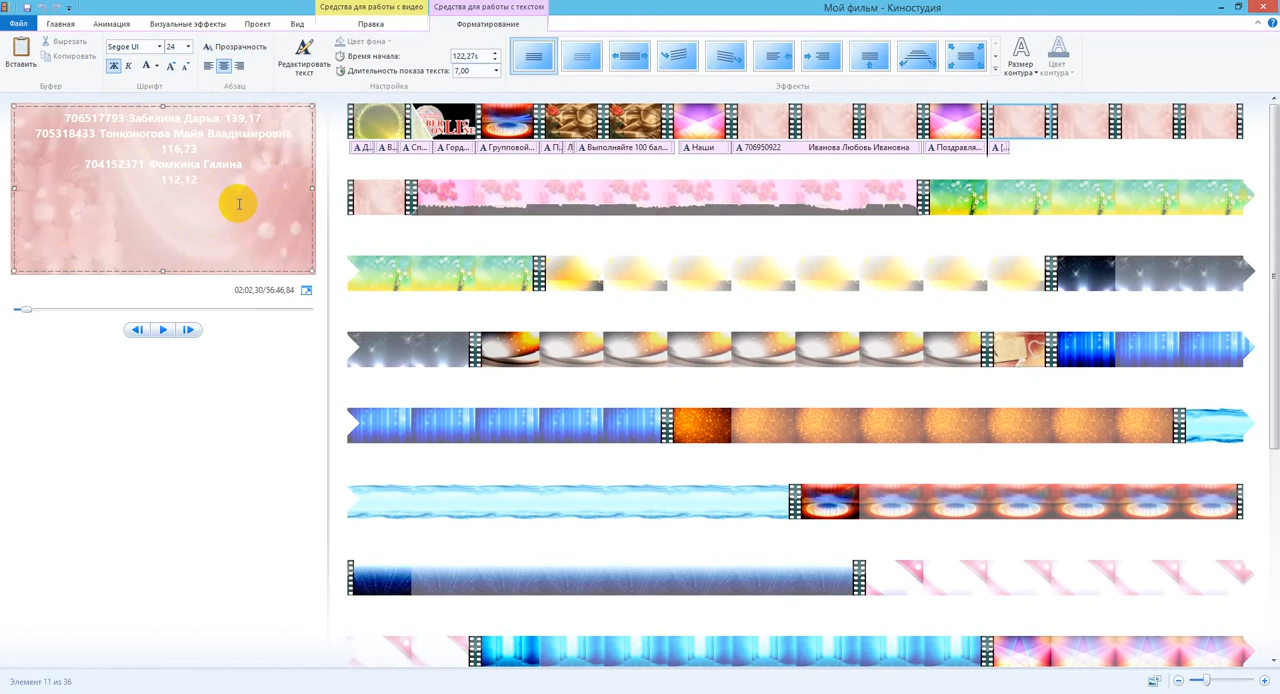 Средства для работы с видео
Средства для работы с текстом
Мой фильм - Киностудия
Файл
Главная
Анимация
Визуальные эффекты
Проект
Вид
Правка
Форматирование
Вставить
Вырезать
Копировать
Буфер
Segoe UI
24
Прозрачность
Ж К А А А
Шрифт
Абзац
Редактировать текст
Цвет фона
Время начала: 122,27s
Длительность показа текста: 7,00
Настройка
Эффекты
Размер контура
Цвет контура
706517793 Забелина Дарья 139,17
705318433 Тонконогова Майя Владимировна
116,73
704152371 Фомкина Галина
112,12
02:02,30/56:46,84
BER
ONLINE
A Д...
A В...
A Сп...
A Горд...
A Групповой...
A П...
Л
A Выполняйте 100 бал...
A Наши
A 706950922 Иванова Любовь Ивановна
A Поздравля...
A [...
Элемент 11 из 36